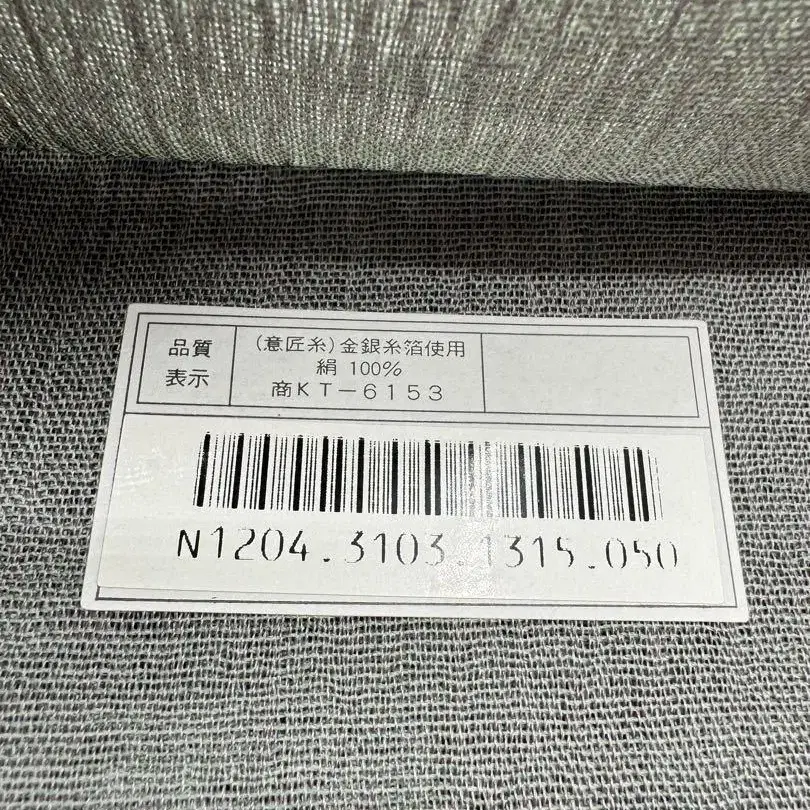 品質
表示
(意匠糸)金銀糸箔使用
絹 100%
商KT-6153
N1204.3103.1315.050